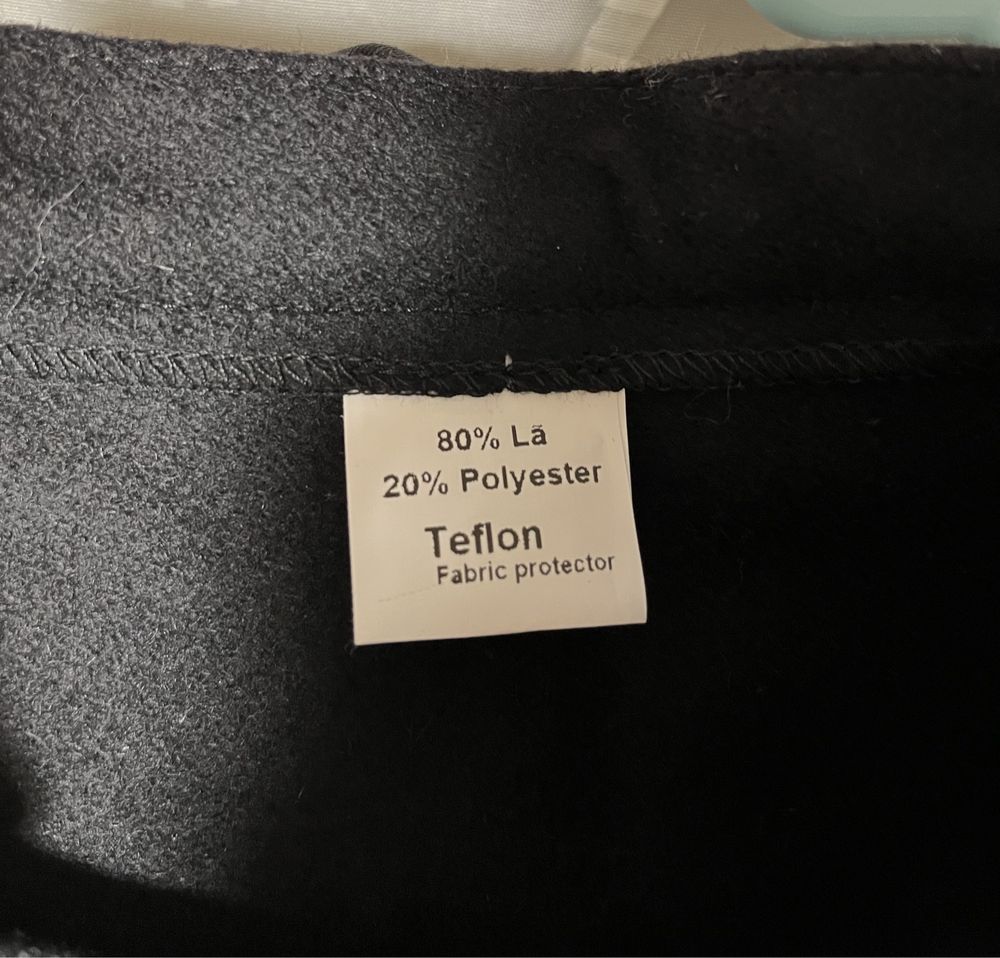 80% Lã
20% Polyester
Teflon
Fabric protector